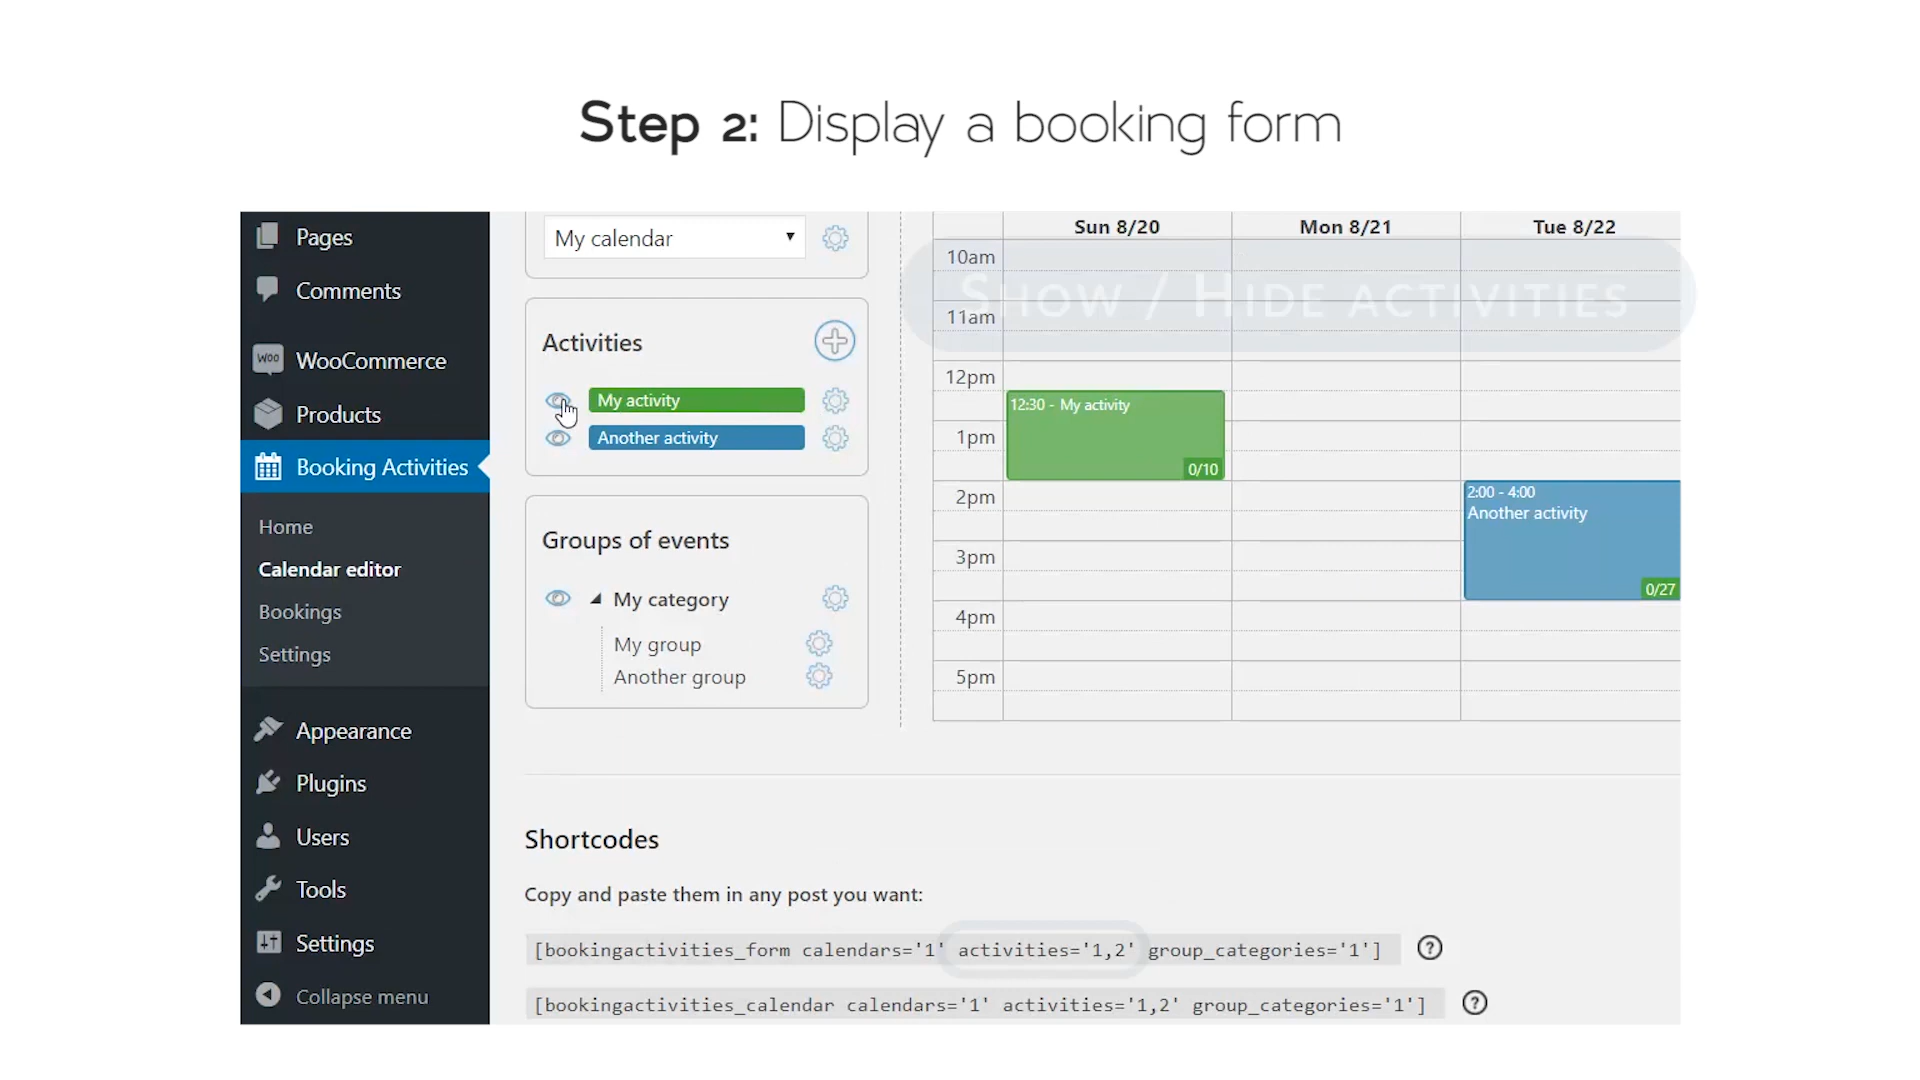 Step 2: Display a booking form
Pages
Comments
WOO WooCommerce
Products
Booking Activities
Home
Calendar editor
Bookings
Settings
Appearance
Plugins
Users
Tools
Settings
Collapse menu
My calendar
Activities
My activity
Another activity
Groups of events
My category
My group
Another group
Sun 8/20 Mon 8/21 Tue 8/22
SHOW / HIDE ACTIVITIES
10am
11am
12pm
1pm
2pm
3pm
4pm
5pm
12:30 - My activity
0/10
2:00 - 4:00
Another activity
0/27
Shortcodes
Copy and paste them in any post you want:
[bookingactivities_form calendars='1' activities='1,2' group_categories='1'] ?
[bookingactivities_calendar calendars='1' activities='1,2' group_categories='1'] ?